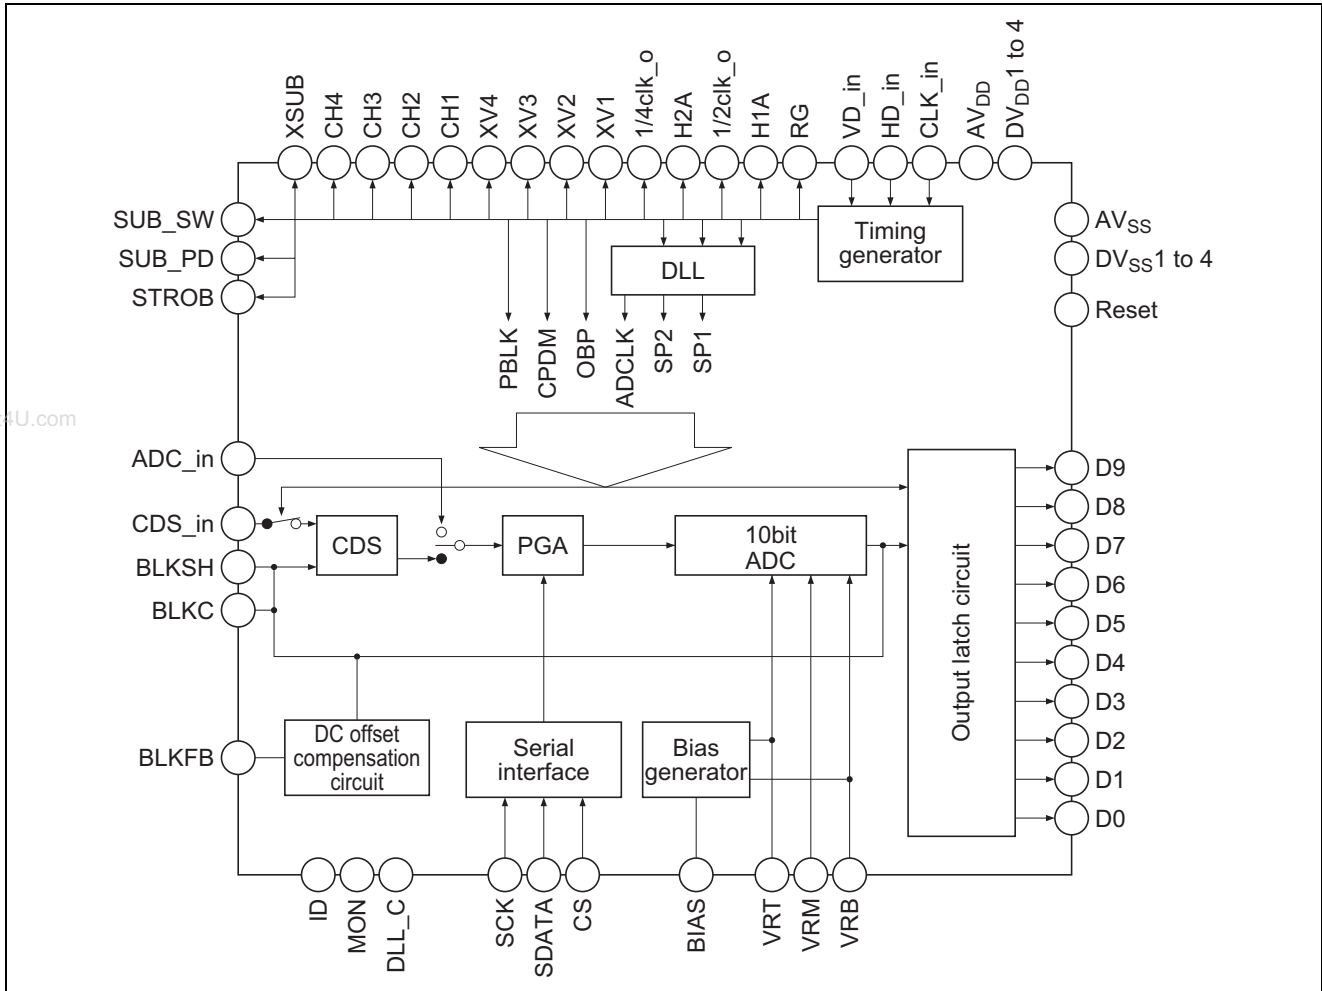 XSUB
CH4
CH3
CH2
CH1
XV4
XV3
XV2
XV1
1/4clk_o
H2A
1/2clk_o
H1A
RG
VD_in
HD_in
CLK_in
AVDD
DVDD1 to 4
SUB_SW
SUB_PD
STROB
Timing
generator
AVSS
DVSS1 to 4
Reset
DLL
PBLK
CPDM
OBP
ADCLK
SP2
SP1
4U.com
ADC_in
CDS_in
BLKSH
BLKC
BLKFB
CDS
PGA
10bit
ADC
Output latch circuit
D9
D8
D7
D6
D5
D4
D3
D2
D1
D0
DC offset
compensation
circuit
Serial
interface
Bias
generator
ID
MON
DLL_C
SCK
SDATA
CS
BIAS
VRT
VRM
VRB